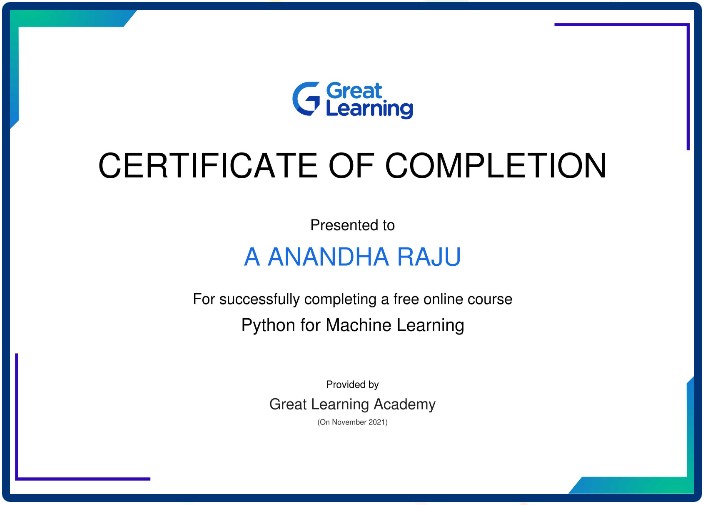 Great
Learning
CERTIFICATE OF COMPLETION
Presented to
A ANANDHA RAJU
For successfully completing a free online course
Python for Machine Learning
Provided by
Great Learning Academy
(On November 2021)